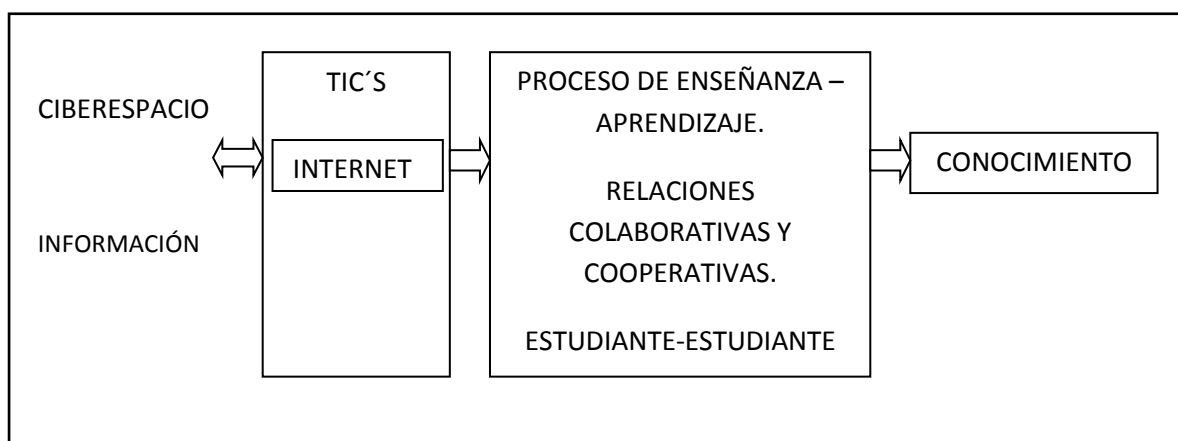 CIBERESPACIO
INFORMACIÓN
TIC´S
INTERNET
PROCESO DE ENSEÑANZA –
APRENDIZAJE.
RELACIONES
COLABORATIVAS Y
COOPERATIVAS.
ESTUDIANTE-ESTUDIANTE
CONOCIMIENTO